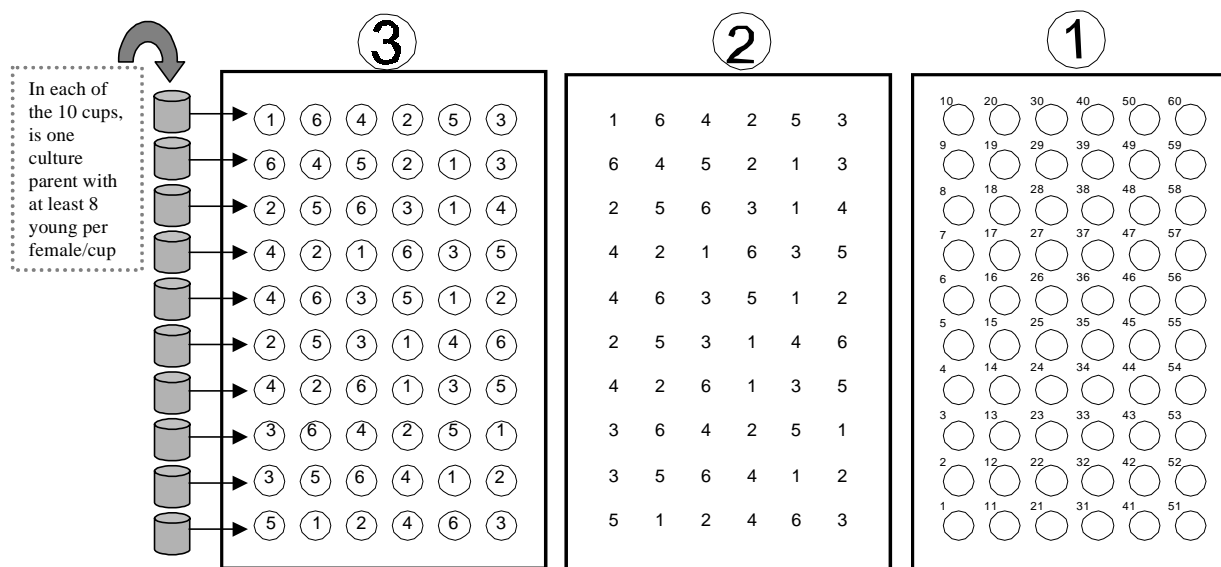 3
2
1
In each of
the 10 cups,
is one
culture
parent with
at least 8
young per
female/cup
1 6 4 2 5 3
6 4 5 2 1 3
2 5 6 3 1 4
4 2 1 6 3 5
4 6 3 5 1 2
2 5 3 1 4 6
4 2 6 1 3 5
3 6 4 2 5 1
3 5 6 4 1 2
5 1 2 4 6 3
1 6 4 2 5 3
6 4 5 2 1 3
2 5 6 3 1 4
4 2 1 6 3 5
4 6 3 5 1 2
2 5 3 1 4 6
4 2 6 1 3 5
3 6 4 2 5 1
3 5 6 4 1 2
5 1 2 4 6 3
10 20 30 40 50 60
9 19 29 39 49 59
8 18 28 38 48 58
7 17 27 37 47 57
6 16 26 36 46 56
5 15 25 35 45 55
4 14 24 34 44 54
3 13 23 33 43 53
2 12 22 32 42 52
1 11 21 31 41 51